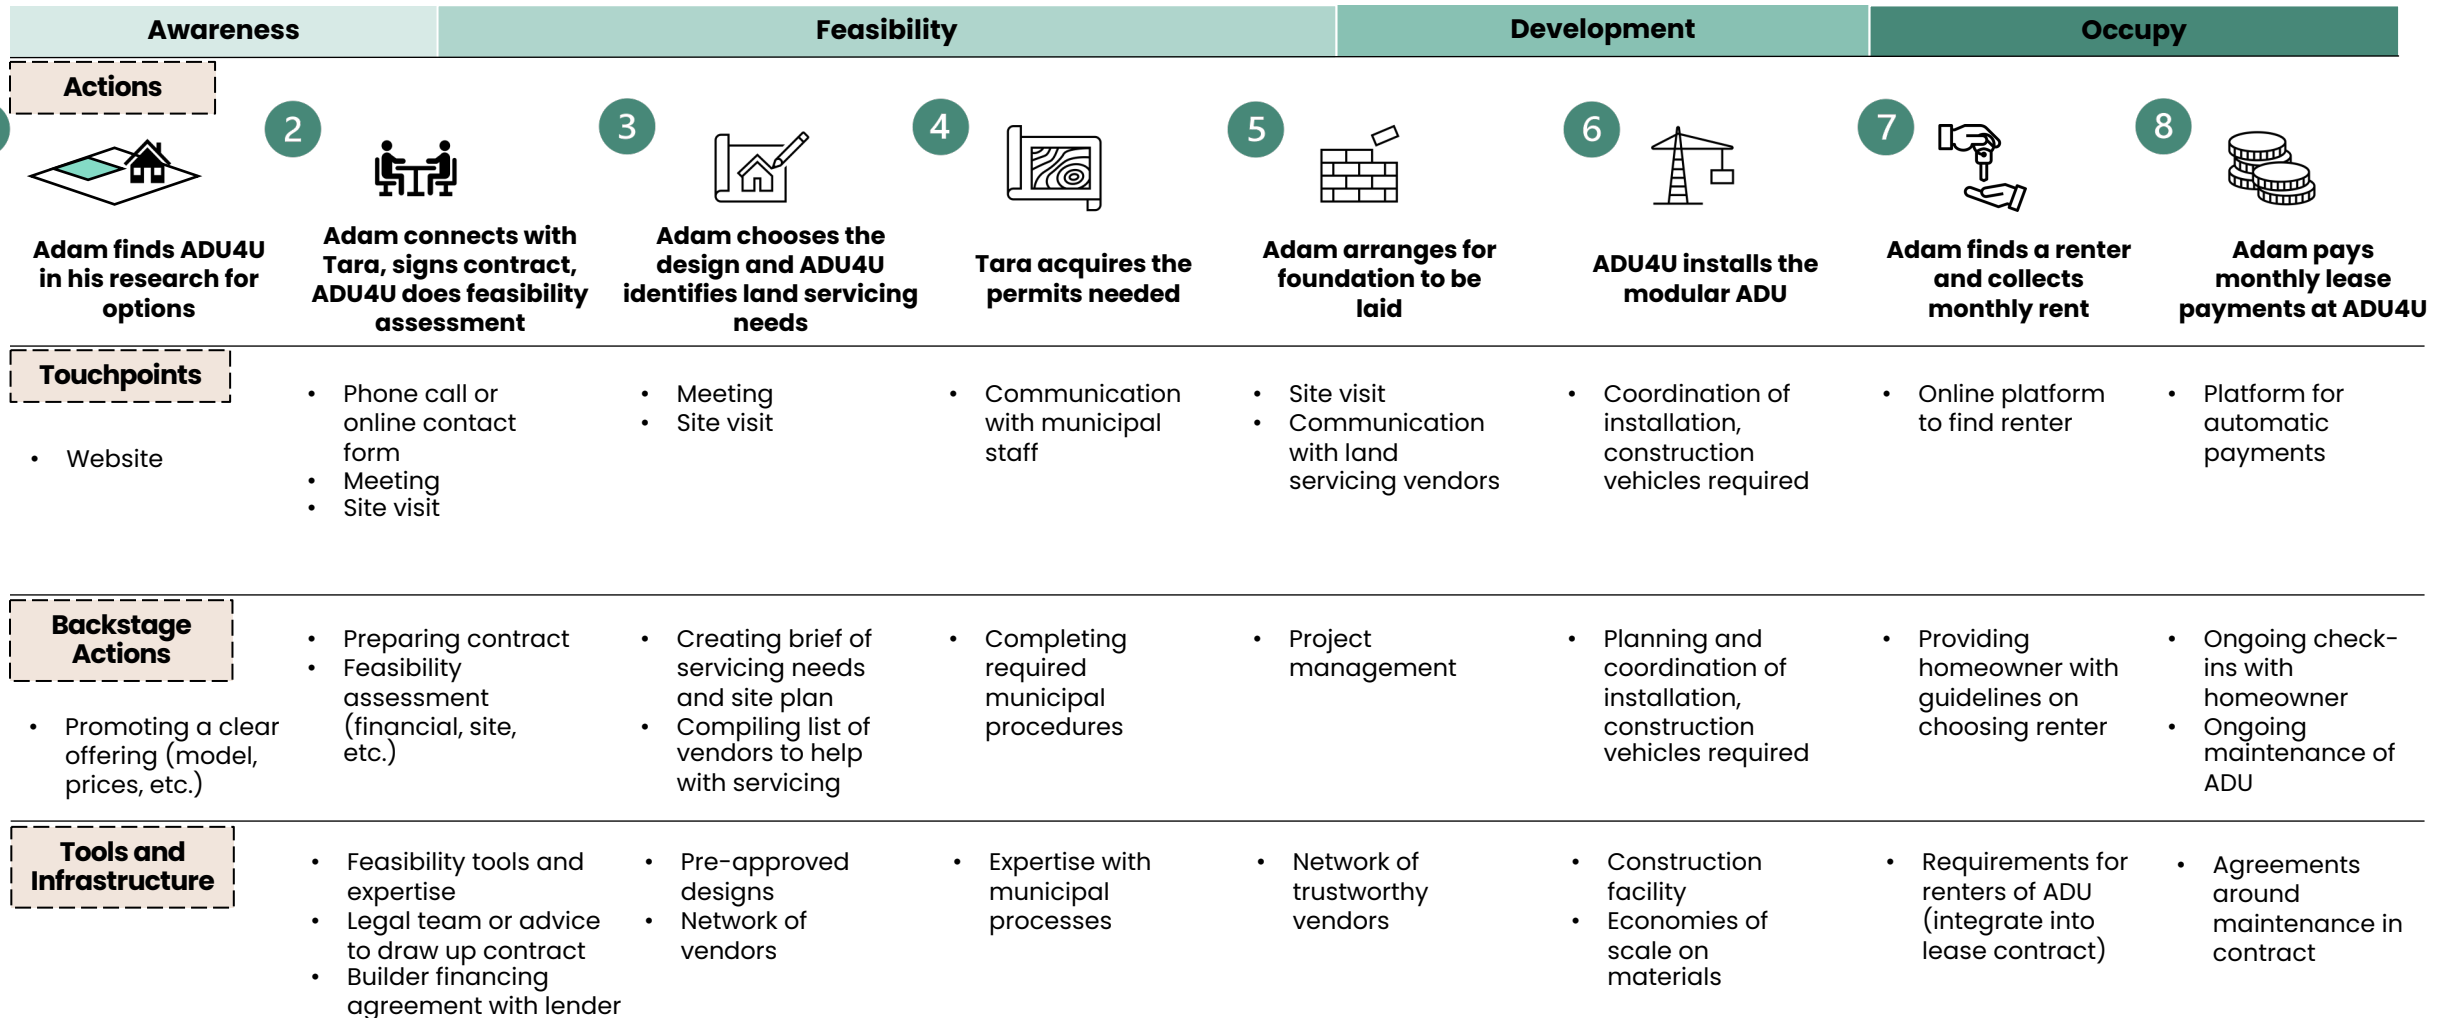 Awareness
Feasibility
Development
Occupy
Actions
2
3
4
5
6
7
8
Adam finds ADU4U
in his research for
options
Adam connects with
Tara, signs contract,
ADU4U does feasibility
assessment
Adam chooses the
design and ADU4U
identifies land servicing
needs
Tara acquires the
permits needed
Adam arranges for
foundation to be
laid
ADU4U installs the
modular ADU
Adam finds a renter
and collects
monthly rent
Adam pays
monthly lease
payments at ADU4U
Touchpoints
• Website
• Phone call or
online contact
form
• Meeting
• Site visit
• Meeting
• Site visit
• Communication
with municipal
staff
• Site visit
• Communication
with land
servicing vendors
• Coordination of
installation,
construction
vehicles required
• Online platform
to find renter
• Platform for
automatic
payments
Backstage
Actions
• Promoting a clear
offering (model,
prices, etc.)
• Preparing contract
• Feasibility
assessment
(financial, site,
etc.)
• Creating brief of
servicing needs
and site plan
• Compiling list of
vendors to help
with servicing
• Completing
required
municipal
procedures
• Project
management
• Planning and
coordination of
installation,
construction
vehicles required
• Providing
homeowner with
guidelines on
choosing renter
• Ongoing check-
ins with
homeowner
• Ongoing
maintenance of
ADU
Tools and
Infrastructure
• Feasibility tools and
expertise
• Legal team or advice
to draw up contract
• Builder financing
agreement with lender
• Pre-approved
designs
• Network of
vendors
• Expertise with
municipal
processes
• Network of
trustworthy
vendors
• Construction
facility
• Economies of
scale on
materials
• Requirements for
renters of ADU
(integrate into
lease contract)
• Agreements
around
maintenance in
contract